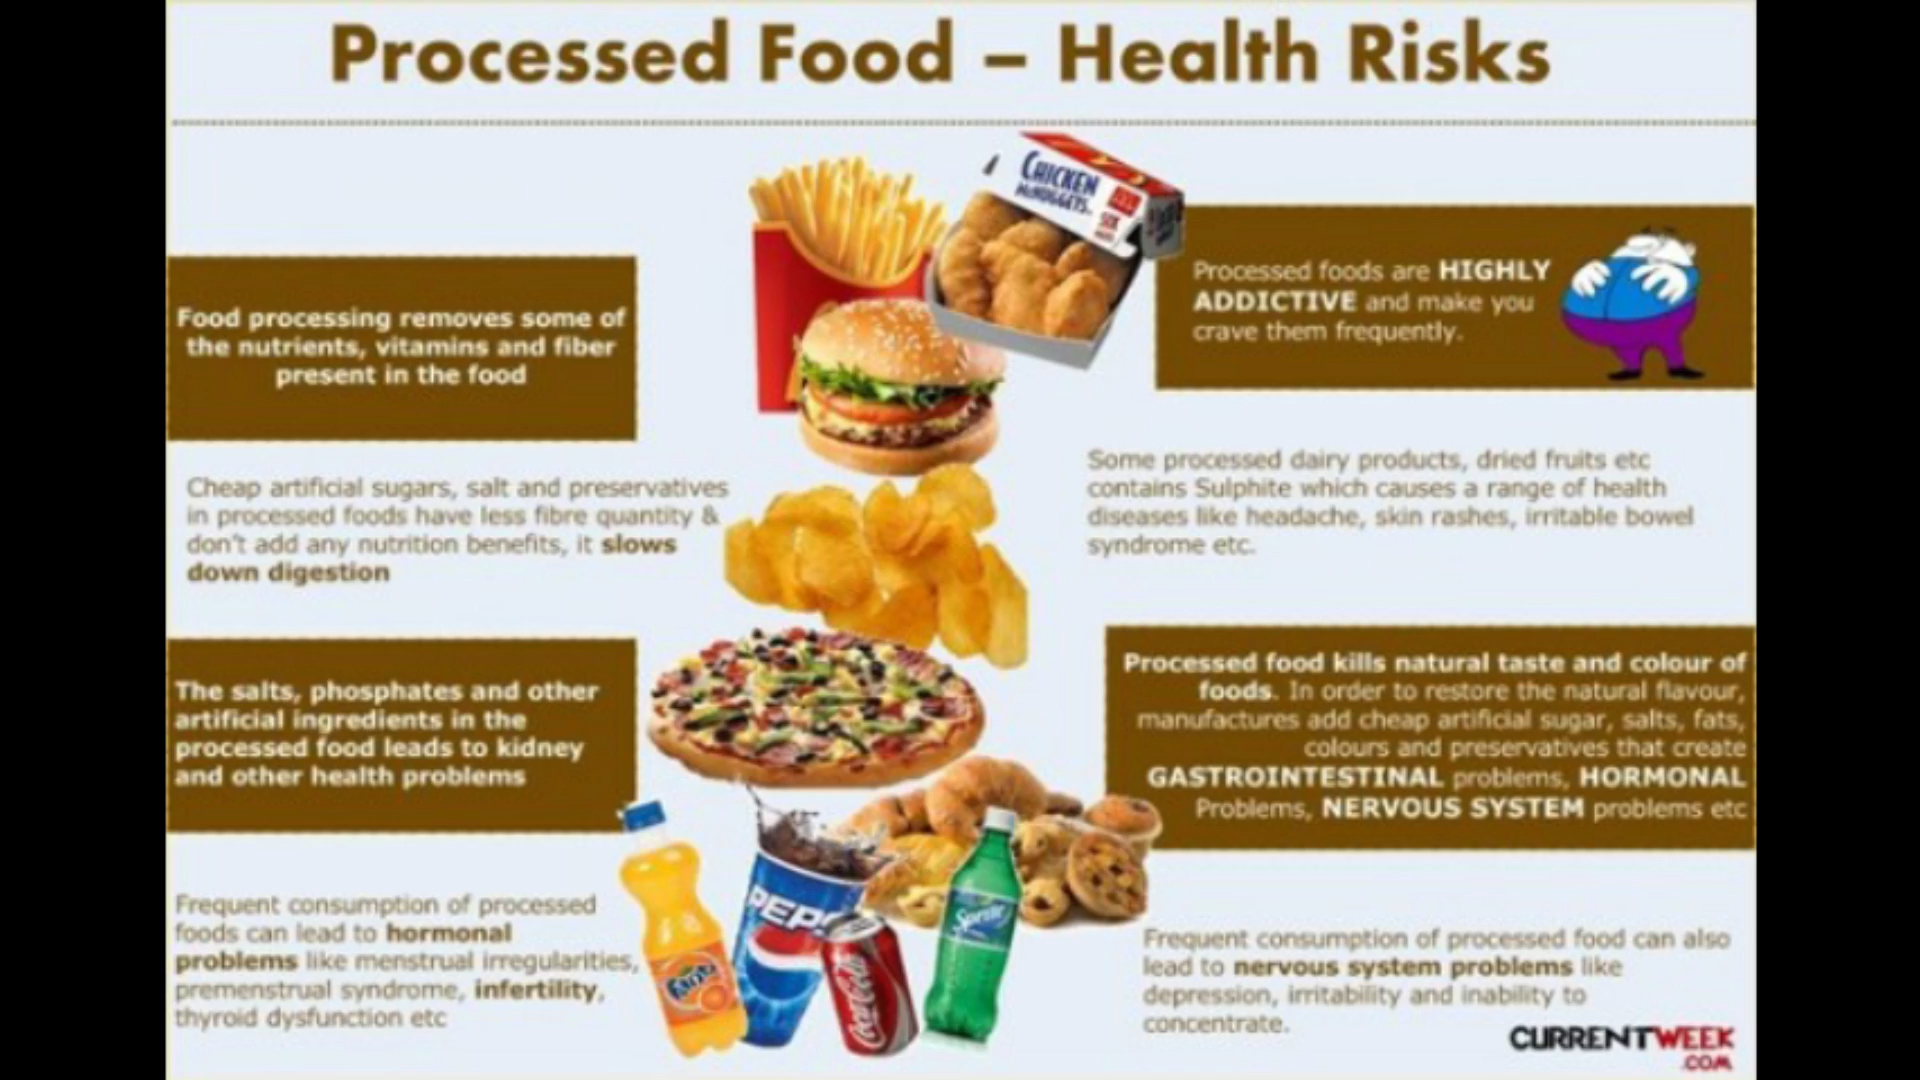 Processed Food – Health Risks
Food processing removes some of
the nutrients, vitamins and fiber
present in the food
Cheap artificial sugars, salt and preservatives
in processed foods have less fibre quantity &
don't add any nutrition benefits, it slows
down digestion
The salts, phosphates and other
artificial ingredients in the
processed food leads to kidney
and other health problems
Frequent consumption of processed
foods can lead to hormonal
problems like menstrual irregularities,
premenstrual syndrome, infertility,
thyroid dysfunction etc
CHICKEN
McNUGGETS
SIX
Fanta
PEPS
Coca-Cola
Sprite
Processed foods are HIGHLY
ADDICTIVE and make you
crave them frequently.
Some processed dairy products, dried fruits etc
contains Sulphite which causes a range of health
diseases like headache, skin rashes, irritable bowel
syndrome etc.
Processed food kills natural taste and colour of
foods. In order to restore the natural flavour,
manufactures add cheap artificial sugar, salts, fats,
colours and preservatives that create
GASTROINTESTINAL problems, HORMONAL
Problems, NERVOUS SYSTEM problems etc
Frequent consumption of processed food can also
lead to nervous system problems like
depression, irritability and inability to
concentrate.
CURRENTWEEK
.COM